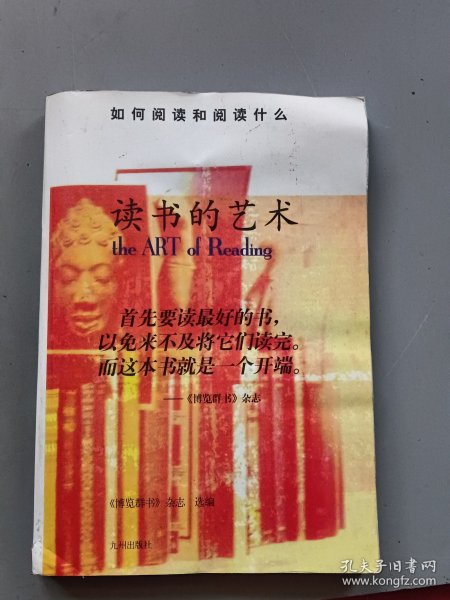 如何阅读和阅读什么
读书的艺术
the ART of Reading
首先要读最好的书，
以免来不及将它们读完。
而这本书就是一个开端。
——《博览群书》杂志
《博览群书》杂志 选编
九州出版社
孔夫子旧书网
www.kongfz.com